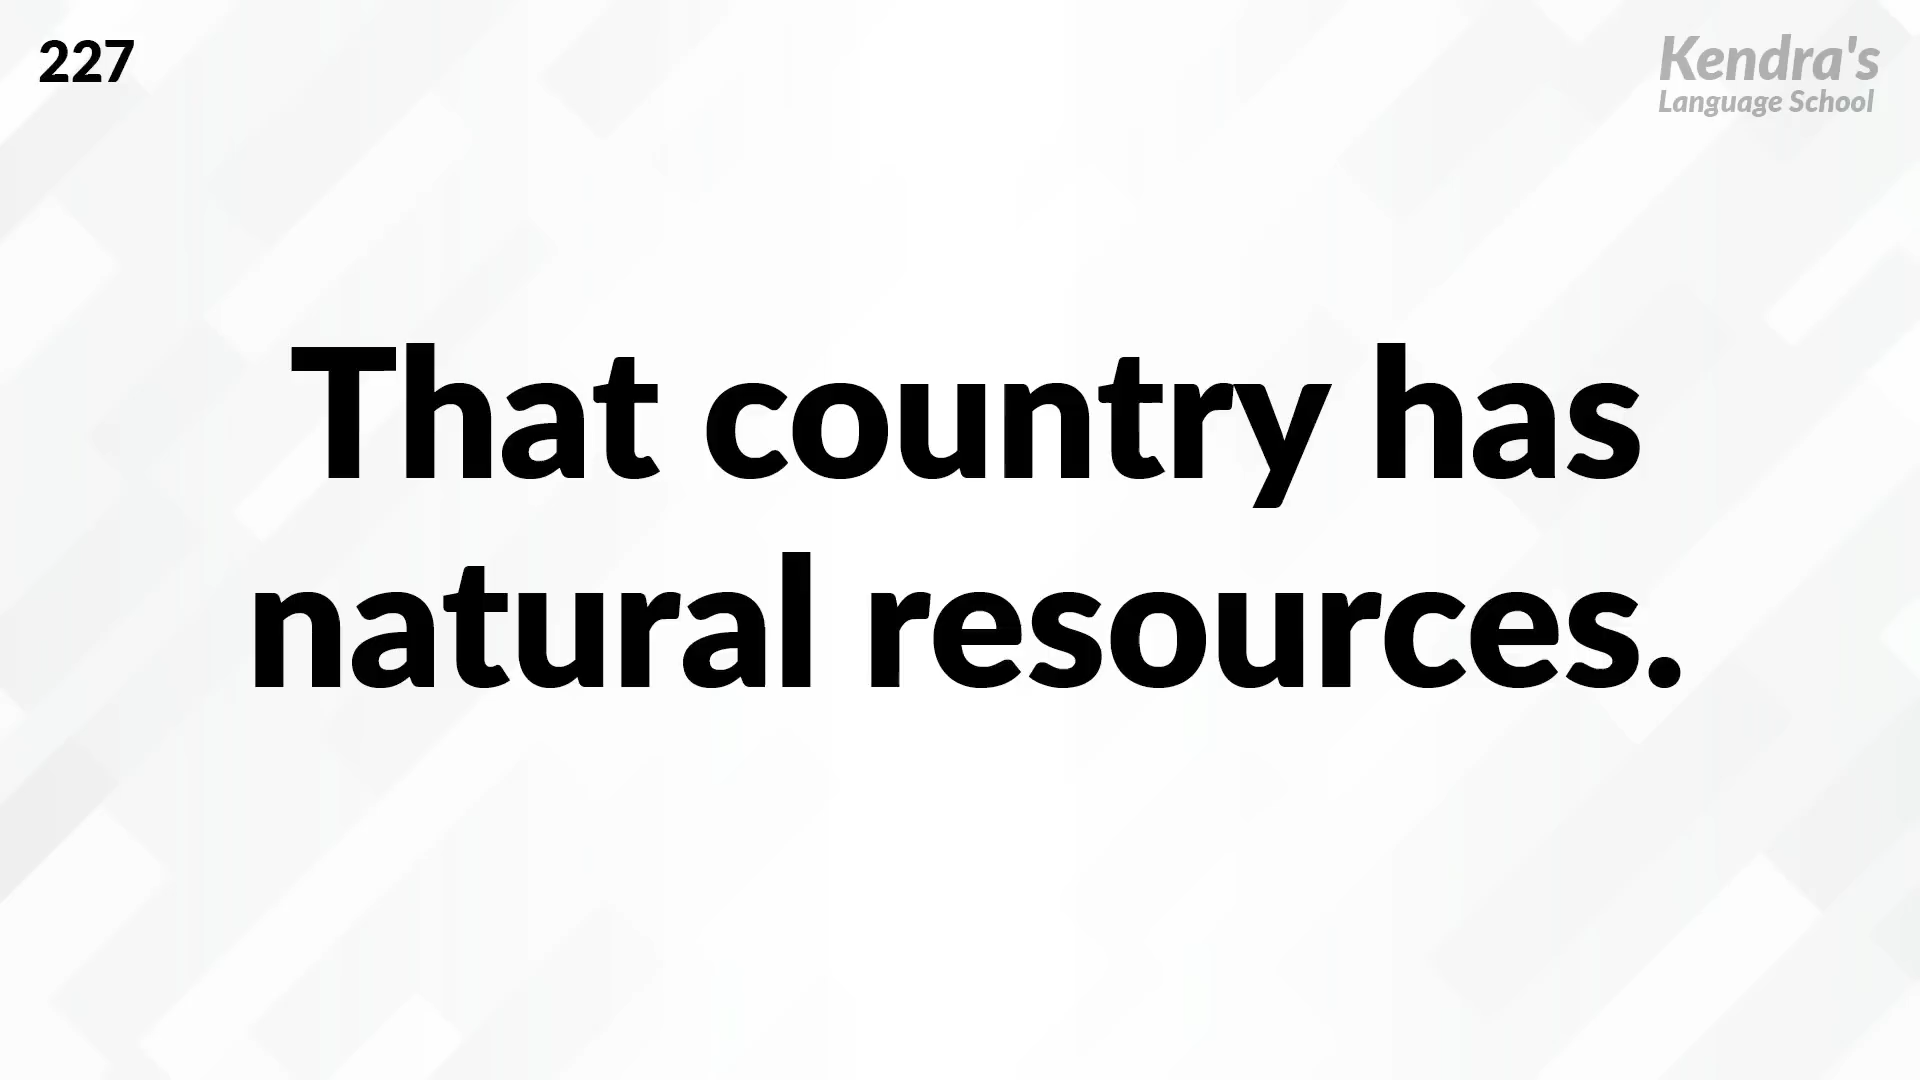 227
Kendra's
Language School
That country has
natural resources.